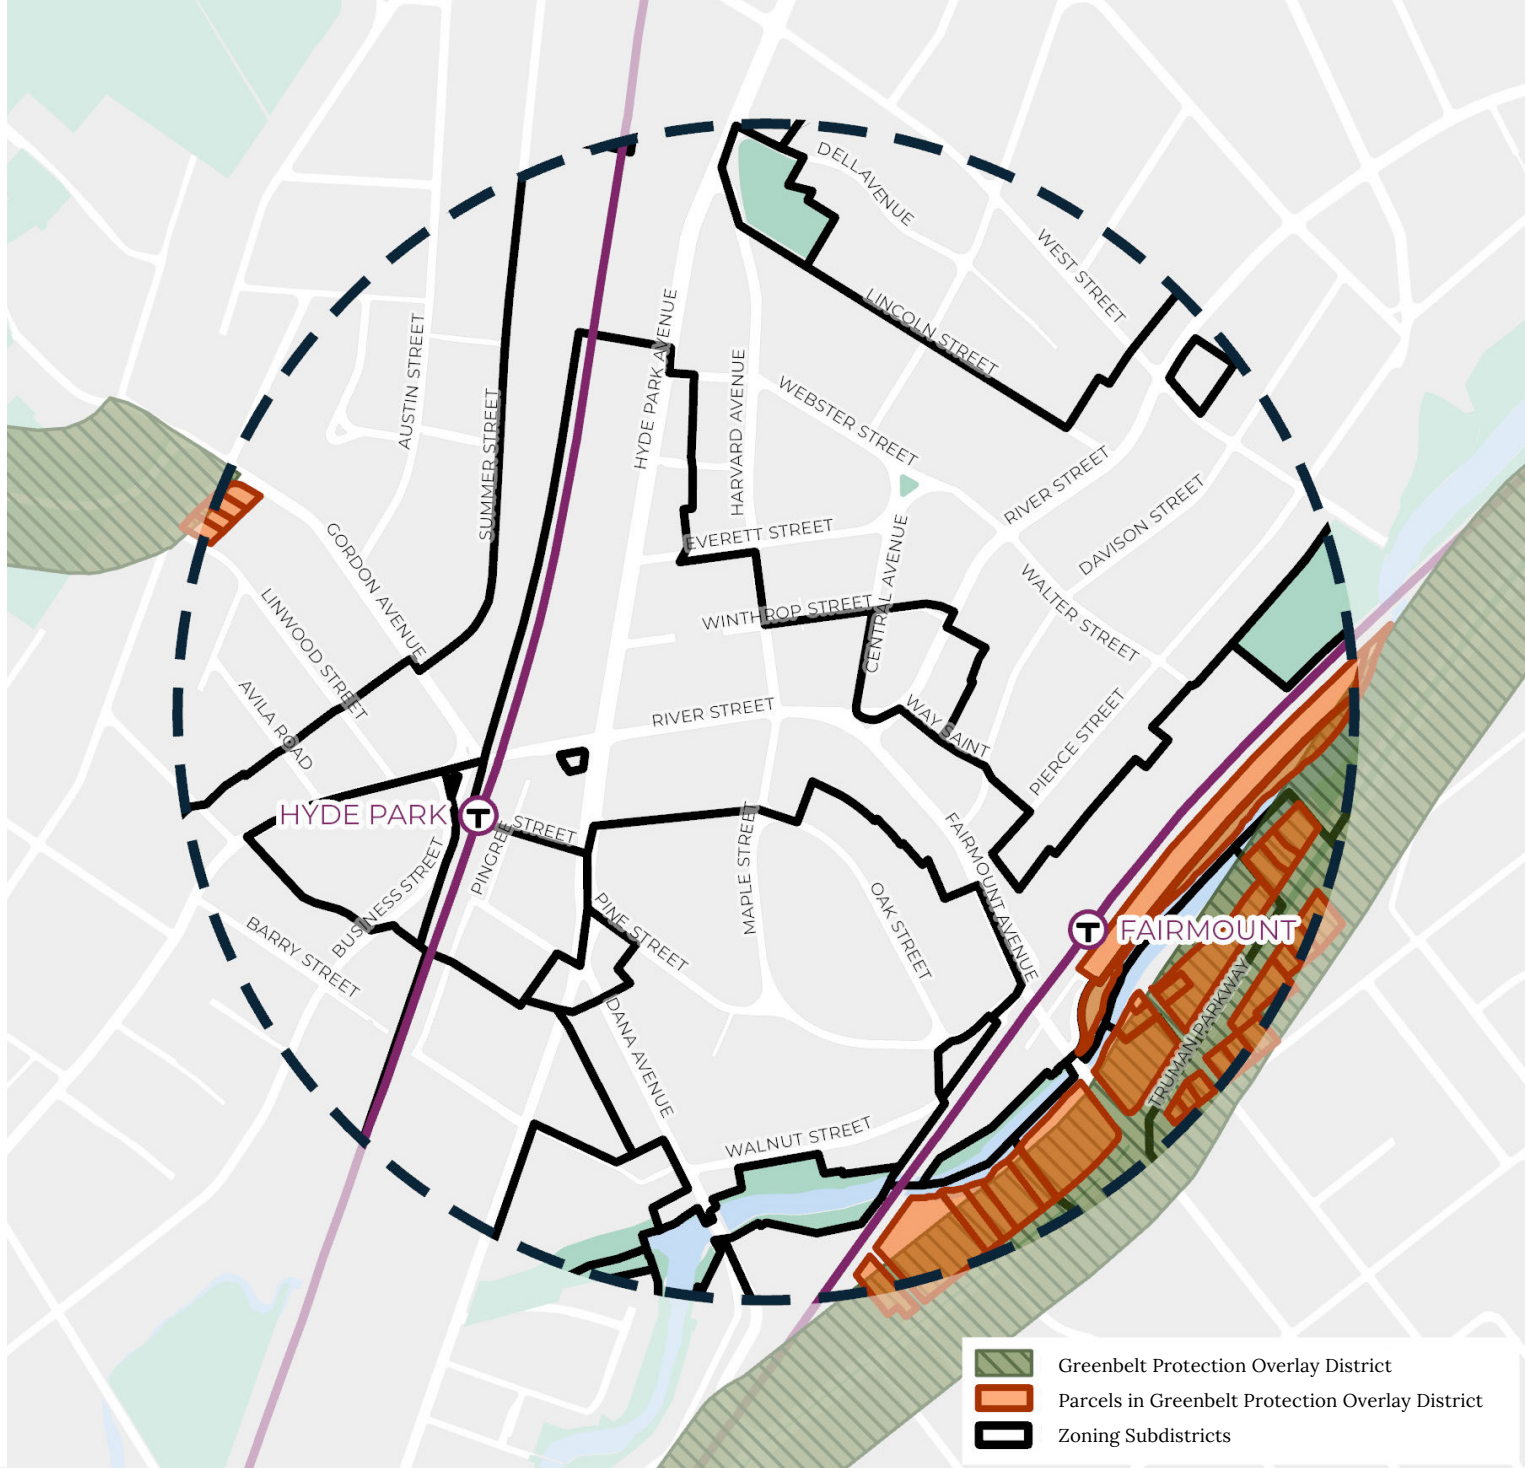 DELL AVENUE
WEST STREET
LINCOLN STREET
HYDE PARK AVENUE
AUSTIN STREET
HARVARD AVENUE
WEBSTER STREET
SUMMER STREET
RIVER STREET
DAVISON STREET
EVERETT STREET
GORDON AVENUE
CENTRAL AVENUE
WALTER STREET
LINWOOD STREET
WINTHROP STREET
AVILA ROAD
RIVER STREET
WAY SAINT
PIERCE STREET
HYDE PARK
T
STREET
PINGREE
MAPLE STREET
FAIRMOUNT AVENUE
BUSINESS STREET
PINE STREET
OAK STREET
T
FAIRMOUNT
BARRY STREET
TRUMAN PARKWAY
DANA AVENUE
WALNUT STREET
Greenbelt Protection Overlay District
Parcels in Greenbelt Protection Overlay District
Zoning Subdistricts